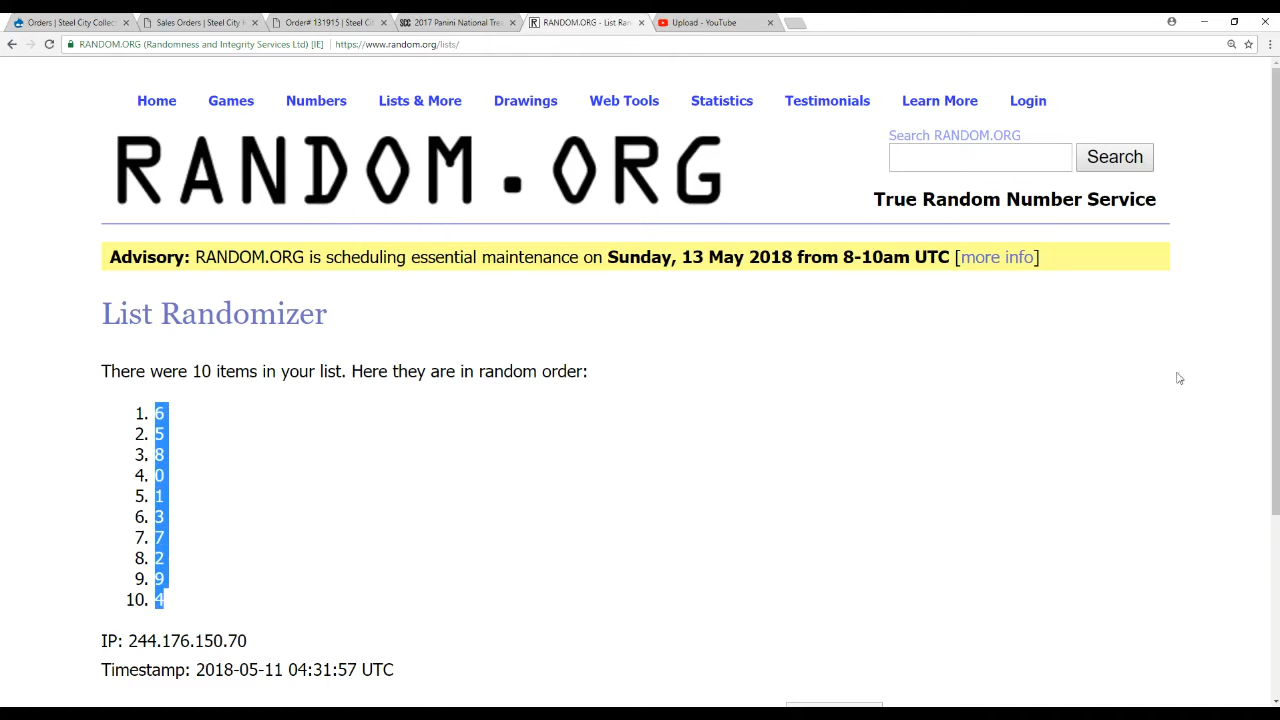 Orders | Steel City Collect
Sales Orders | Steel City H
Order# 131915 | Steel Ci
SCC 2017 Panini National Trea
RANDOM.ORG - List Ran
Upload - YouTube
RANDOM.ORG (Randomness and Integrity Services Ltd) [IE] https://www.random.org/lists/
Home Games Numbers Lists & More Drawings Web Tools Statistics Testimonials Learn More Login
RANDOM.ORG
Search RANDOM.ORG
Search
True Random Number Service
Advisory: RANDOM.ORG is scheduling essential maintenance on Sunday, 13 May 2018 from 8-10am UTC [more info]
List Randomizer
There were 10 items in your list. Here they are in random order:
1. 6
2. 5
3. 8
4. 0
5. 1
6. 3
7. 7
8. 2
9. 9
10. 4
IP: 244.176.150.70
Timestamp: 2018-05-11 04:31:57 UTC